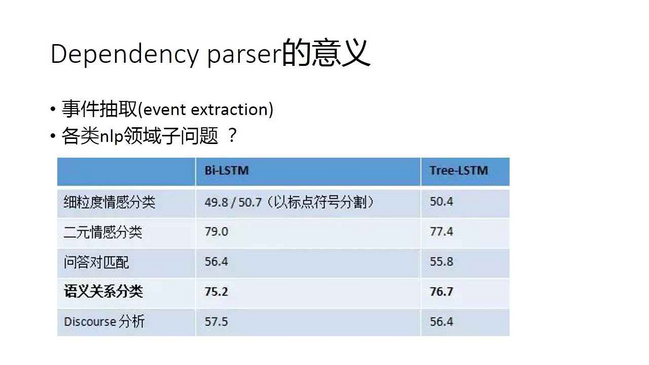 Dependency parser的意义
• 事件抽取(event extraction)
• 各类nlp领域子问题 ？
Bi-LSTM Tree-LSTM
细粒度情感分类 49.8 / 50.7（以标点符号分割） 50.4
二元情感分类 79.0 77.4
问答对匹配 56.4 55.8
语义关系分类 75.2 76.7
Discourse 分析 57.5 56.4